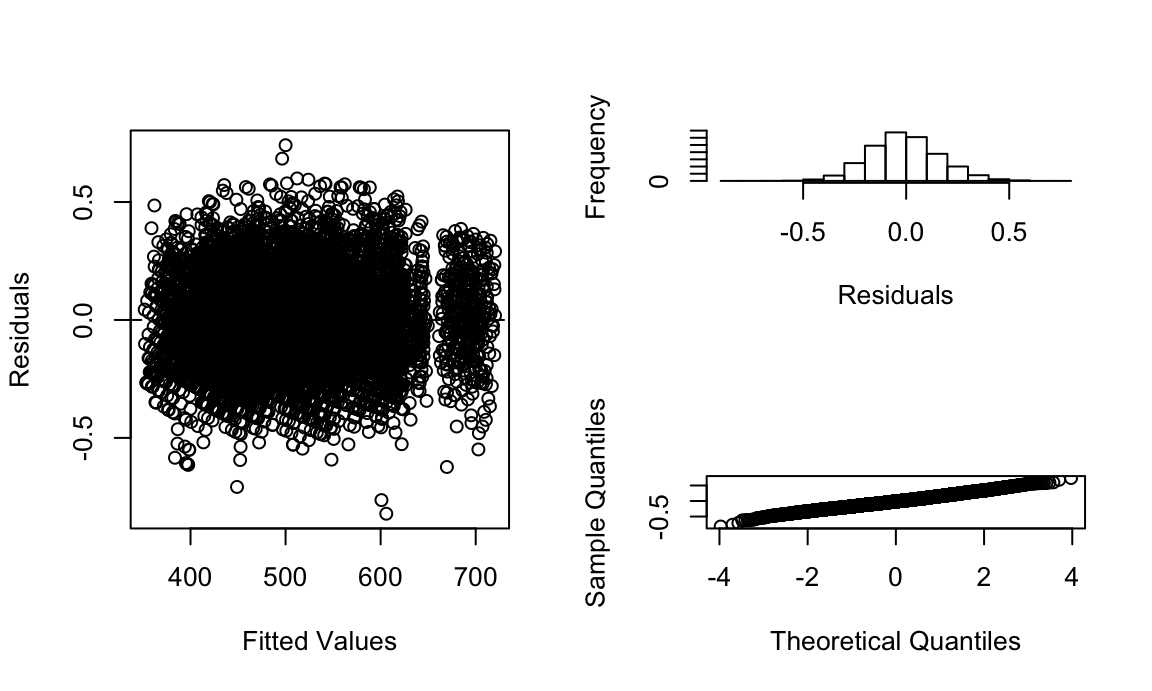 Residuals
0.5
0.0
-0.5
400 500 600 700
Fitted Values
Frequency
0
-0.5 0.0 0.5
Residuals
Sample Quantiles
-0.5
-4 -2 0 2 4
Theoretical Quantiles